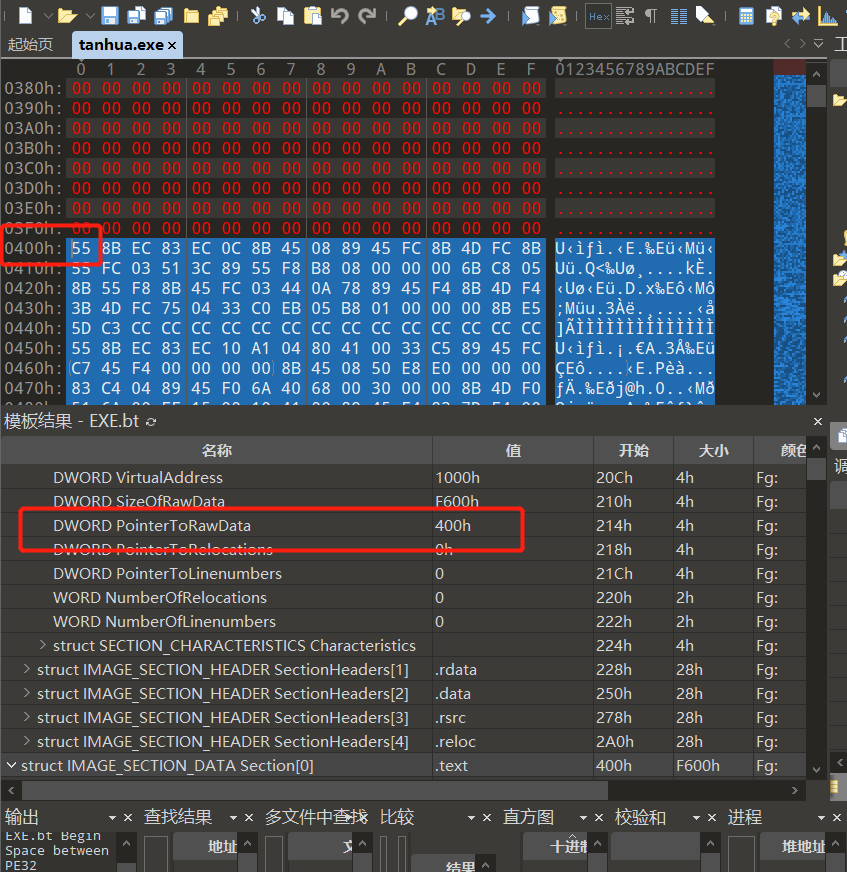 Hex
起始页 tanhua.exe ×
0 1 2 3 4 5 6 7 8 9 A B C D E F 0123456789ABCDEF
0380h: 00 00 00 00 00 00 00 00 00 00 00 00 00 00 00 00 ................
0390h: 00 00 00 00 00 00 00 00 00 00 00 00 00 00 00 00 ................
03A0h: 00 00 00 00 00 00 00 00 00 00 00 00 00 00 00 00 ................
03B0h: 00 00 00 00 00 00 00 00 00 00 00 00 00 00 00 00 ................
03C0h: 00 00 00 00 00 00 00 00 00 00 00 00 00 00 00 00 ................
03D0h: 00 00 00 00 00 00 00 00 00 00 00 00 00 00 00 00 ................
03E0h: 00 00 00 00 00 00 00 00 00 00 00 00 00 00 00 00 ................
03F0h: 00 00 00 00 00 00 00 00 00 00 00 00 00 00 00 00 ................
0400h: 55 8B EC 83 EC 0C 8B 45 08 89 45 FC 8B 4D FC 8B U‹ìƒì.‹E.‰Eü‹Mü‹
0410h: 55 FC 03 51 3C 89 55 F8 B8 08 00 00 00 6B C8 05 Uü.Q<‰Uø¸....kÈ.
0420h: 8B 55 F8 8B 45 FC 03 44 0A 78 89 45 F4 8B 4D F4 ‹Uø‹Eü.D.x‰Eô‹Mô
0430h: 3B 4D FC 75 04 33 C0 EB 05 B8 01 00 00 00 8B E5 ;Müu.3Àë.¸....‹å
0440h: 5D C3 CC CC CC CC CC CC CC CC CC CC CC CC CC CC ]ÃÌÌÌÌÌÌÌÌÌÌÌÌÌÌ
0450h: 55 8B EC 83 EC 10 A1 04 80 41 00 33 C5 89 45 FC U‹ìƒì.¡.€A.3Å‰Eü
0460h: C7 45 F4 00 00 00 00 8B 45 08 50 E8 E0 00 00 00 ÇEô....‹E.Pèà...
0470h: 83 C4 04 89 45 F0 6A 40 68 00 30 00 00 8B 4D F0 ƒÄ.‰Eðj@h.0..‹Mð
模板结果 - EXE.bt
名称 值 开始 大小 颜色
DWORD VirtualAddress 1000h 20Ch 4h Fg:
DWORD SizeOfRawData F600h 210h 4h Fg:
DWORD PointerToRawData 400h 214h 4h Fg:
DWORD PointerToRelocations 0h 218h 4h Fg:
DWORD PointerToLinenumbers 0 21Ch 4h Fg:
WORD NumberOfRelocations 0 220h 2h Fg:
WORD NumberOfLinenumbers 0 222h 2h Fg:
struct SECTION_CHARACTERISTICS Characteristics 224h 4h Fg:
struct IMAGE_SECTION_HEADER SectionHeaders[1] .rdata 228h 28h Fg:
struct IMAGE_SECTION_HEADER SectionHeaders[2] .data 250h 28h Fg:
struct IMAGE_SECTION_HEADER SectionHeaders[3] .rsrc 278h 28h Fg:
struct IMAGE_SECTION_HEADER SectionHeaders[4] .reloc 2A0h 28h Fg:
struct IMAGE_SECTION_DATA Section[0] .text 400h F600h Fg:
输出 查找结果 多文件中查找 比较 直方图 校验和 进程
EXE.bt Begin
Space between
PE32
地址 文 结果 十进制 堆地址